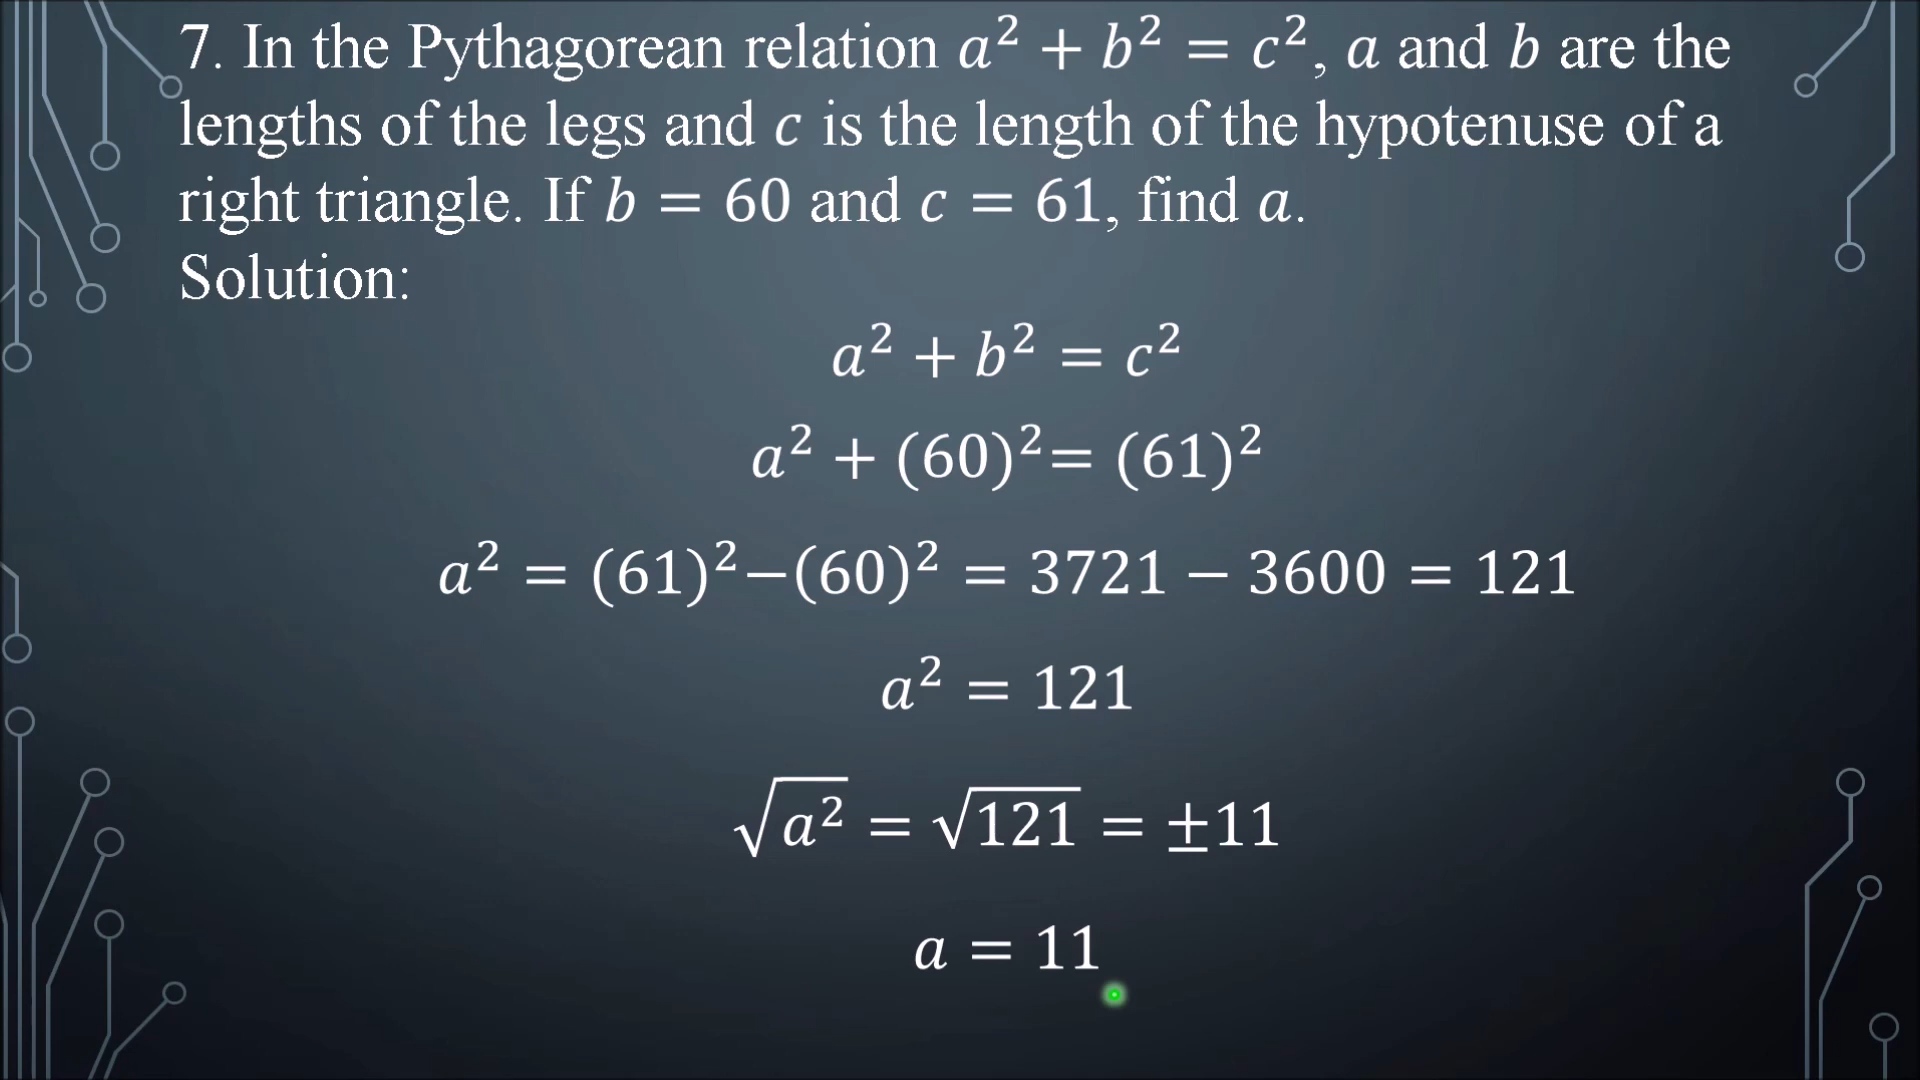 7. In the Pythagorean relation a² + b² = c², a and b are the
lengths of the legs and c is the length of the hypotenuse of a
right triangle. If b = 60 and c = 61, find a.
Solution:
a² + b² = c²
a² + (60)²= (61)²
a² = (61)²−(60)² = 3721 − 3600 = 121
a² = 121
√a² = √121 = ±11
a = 11